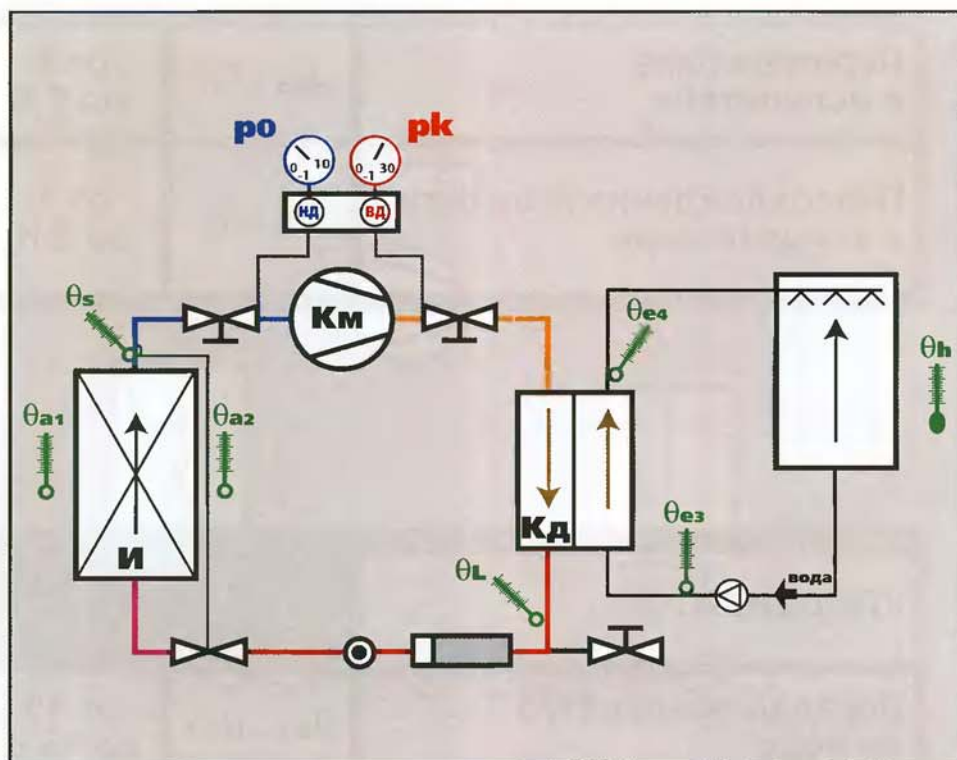 po
pk
0 -1 10
0 -1 30
НД
ВД
θs
Км
θe4
θh
θa1
θa2
И
Кд
θe3
θL
вода